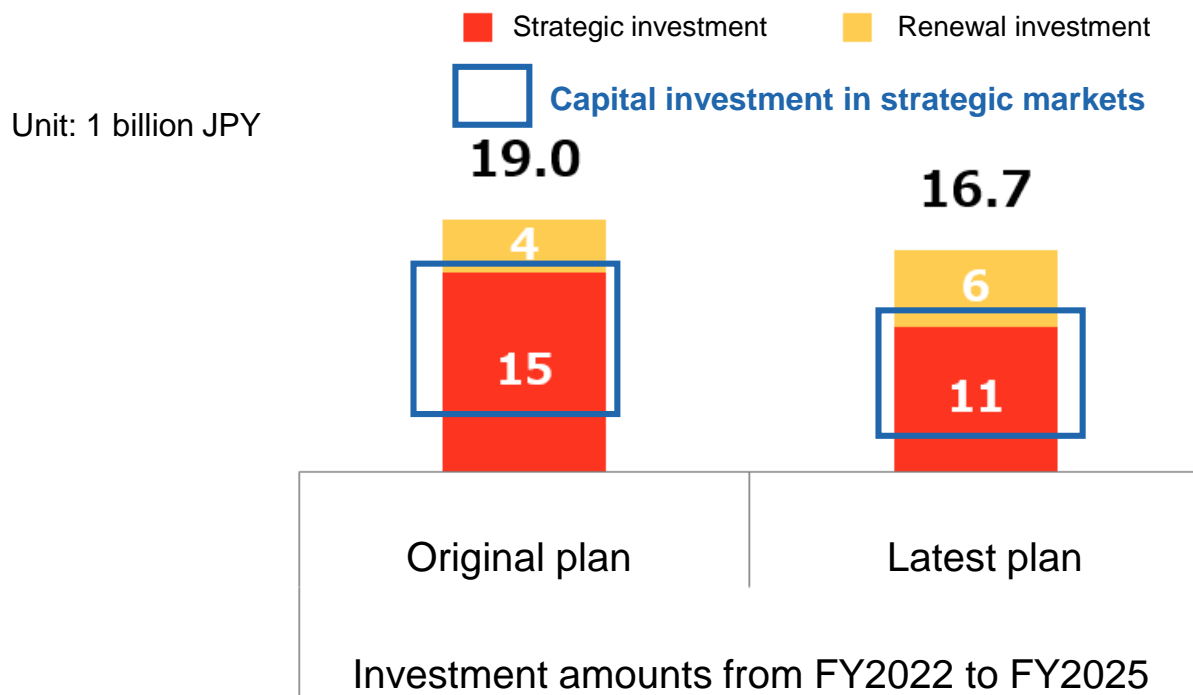 Strategic investment Renewal investment
Capital investment in strategic markets
Unit: 1 billion JPY
19.0
16.7
4
6
15
11
Original plan Latest plan
Investment amounts from FY2022 to FY2025